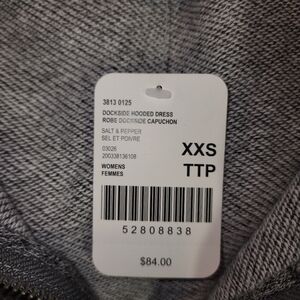 3813 0125
DOCKSIDE HOODED DRESS
ROBE DOCKSIDE CAPUCHON
SALT & PEPPER
SEL ET POIVRE
03026
200338136108
WOMENS
FEMMES
XXS
TTP
52808838
$84.00